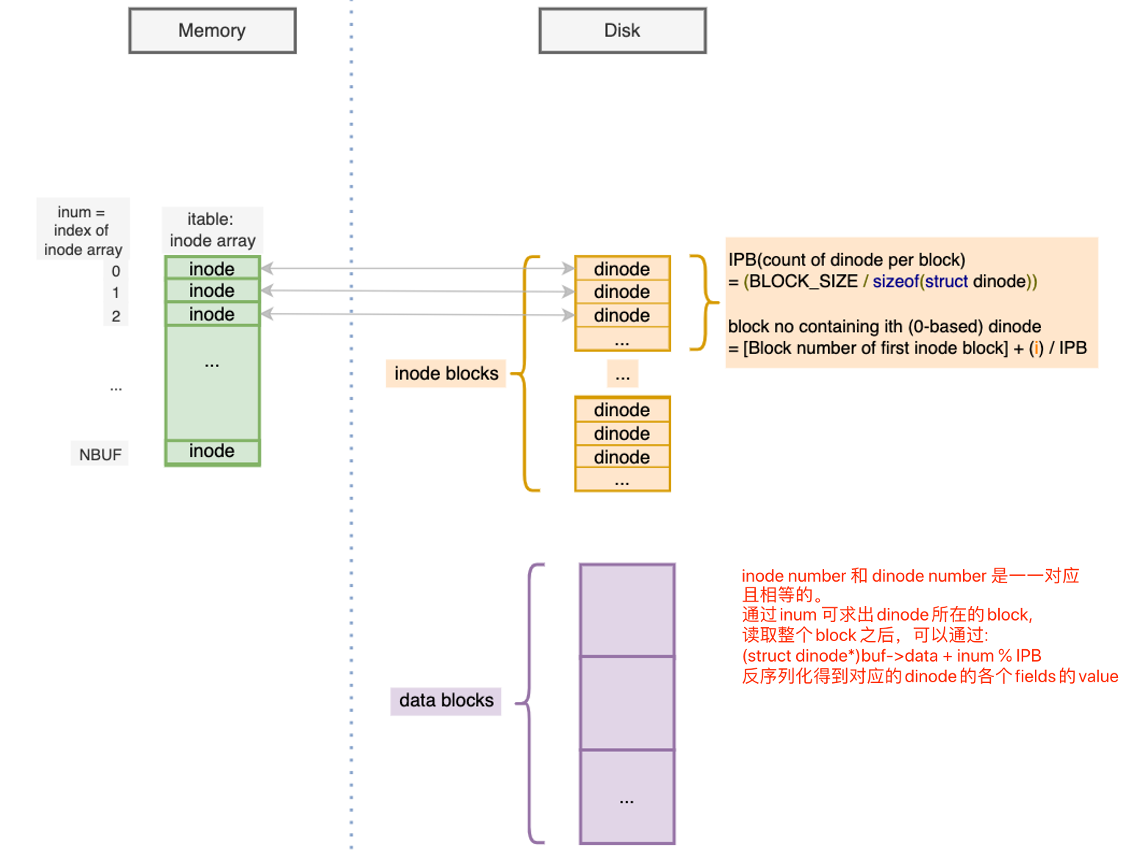 Memory
Disk
inum =
index of
inode array
itable:
inode array
0
1
2
...
NBUF
inode
inode
inode
...
inode
inode blocks
dinode
dinode
dinode
...
...
dinode
dinode
dinode
...
IPB(count of dinode per block)
= (BLOCK_SIZE / sizeof(struct dinode))
block no containing ith (0-based) dinode
= [Block number of first inode block] + (i) / IPB
data blocks
...
inode number 和 dinode number 是一一对应
且相等的。
通过 inum 可求出 dinode 所在的 block,
读取整个 block 之后，可以通过:
(struct dinode*)buf->data + inum % IPB
反序列化得到对应的 dinode 的各个 fields 的 value